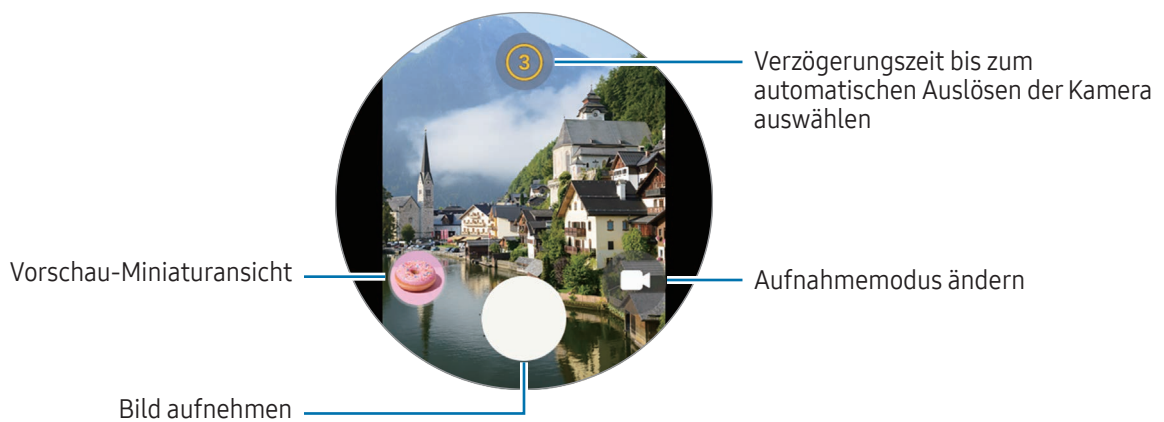 3
Verzögerungszeit bis zum
automatischen Auslösen der Kamera
auswählen
Vorschau-Miniaturansicht
Aufnahmemodus ändern
Bild aufnehmen